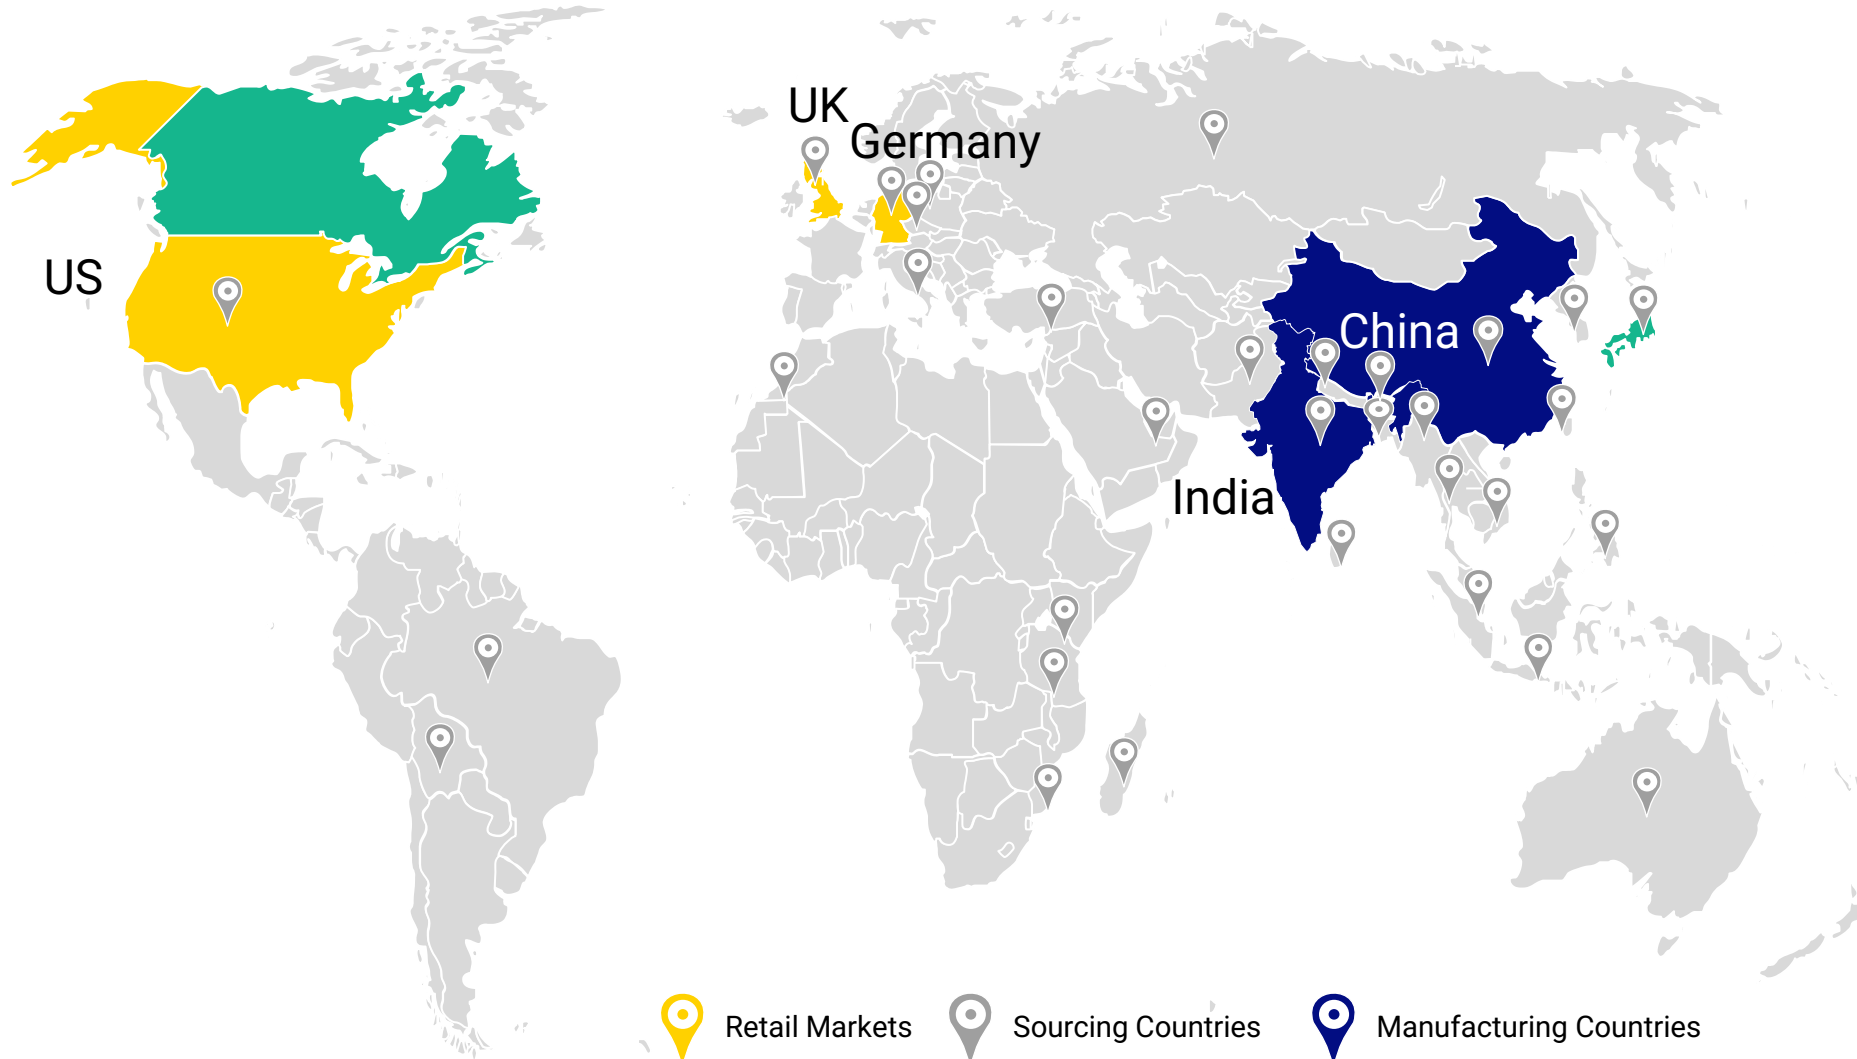 UK
Germany
US
China
India
Retail Markets
Sourcing Countries
Manufacturing Countries